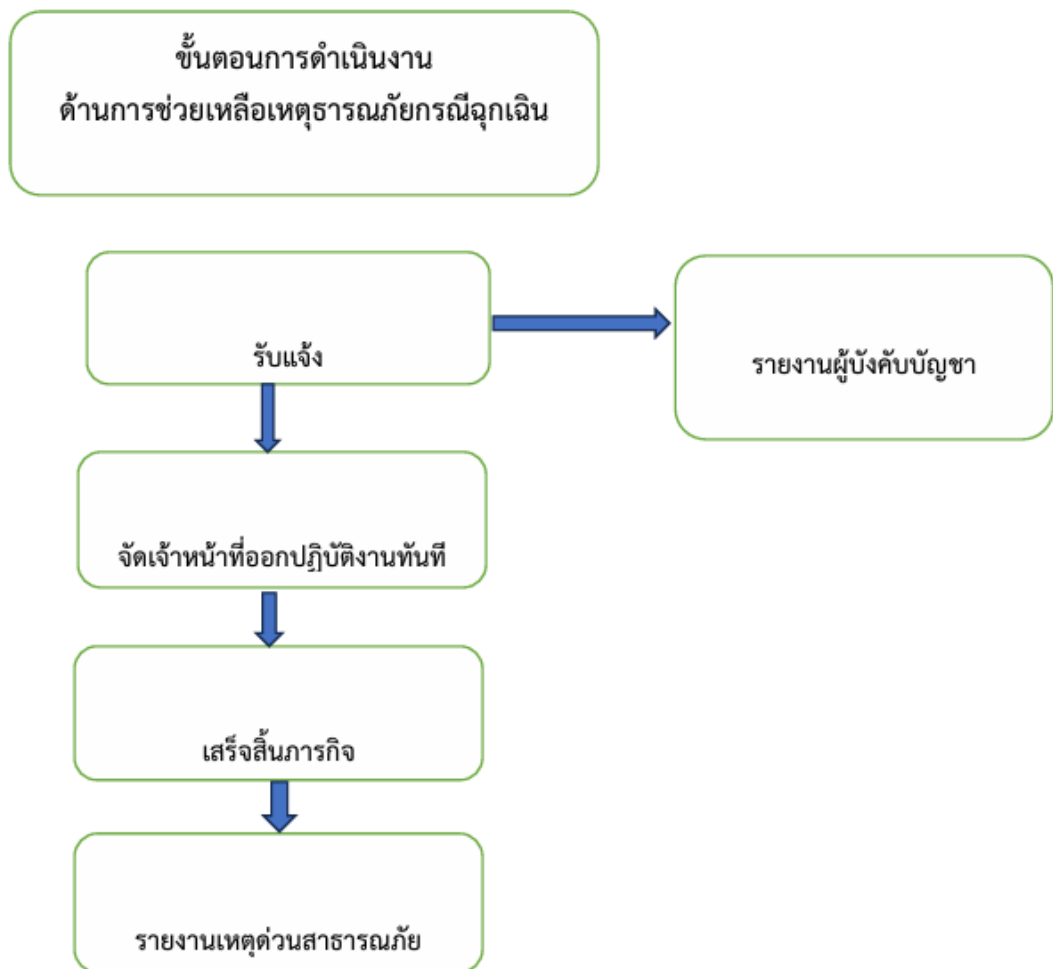 ขั้นตอนการดำเนินงาน
ด้านการช่วยเหลือเหตุธารณภัยกรณีฉุกเฉิน
รับแจ้ง
รายงานผู้บังคับบัญชา
จัดเจ้าหน้าที่ออกปฏิบัติงานทันที
เสร็จสิ้นภารกิจ
รายงานเหตุด่วนสาธารณภัย